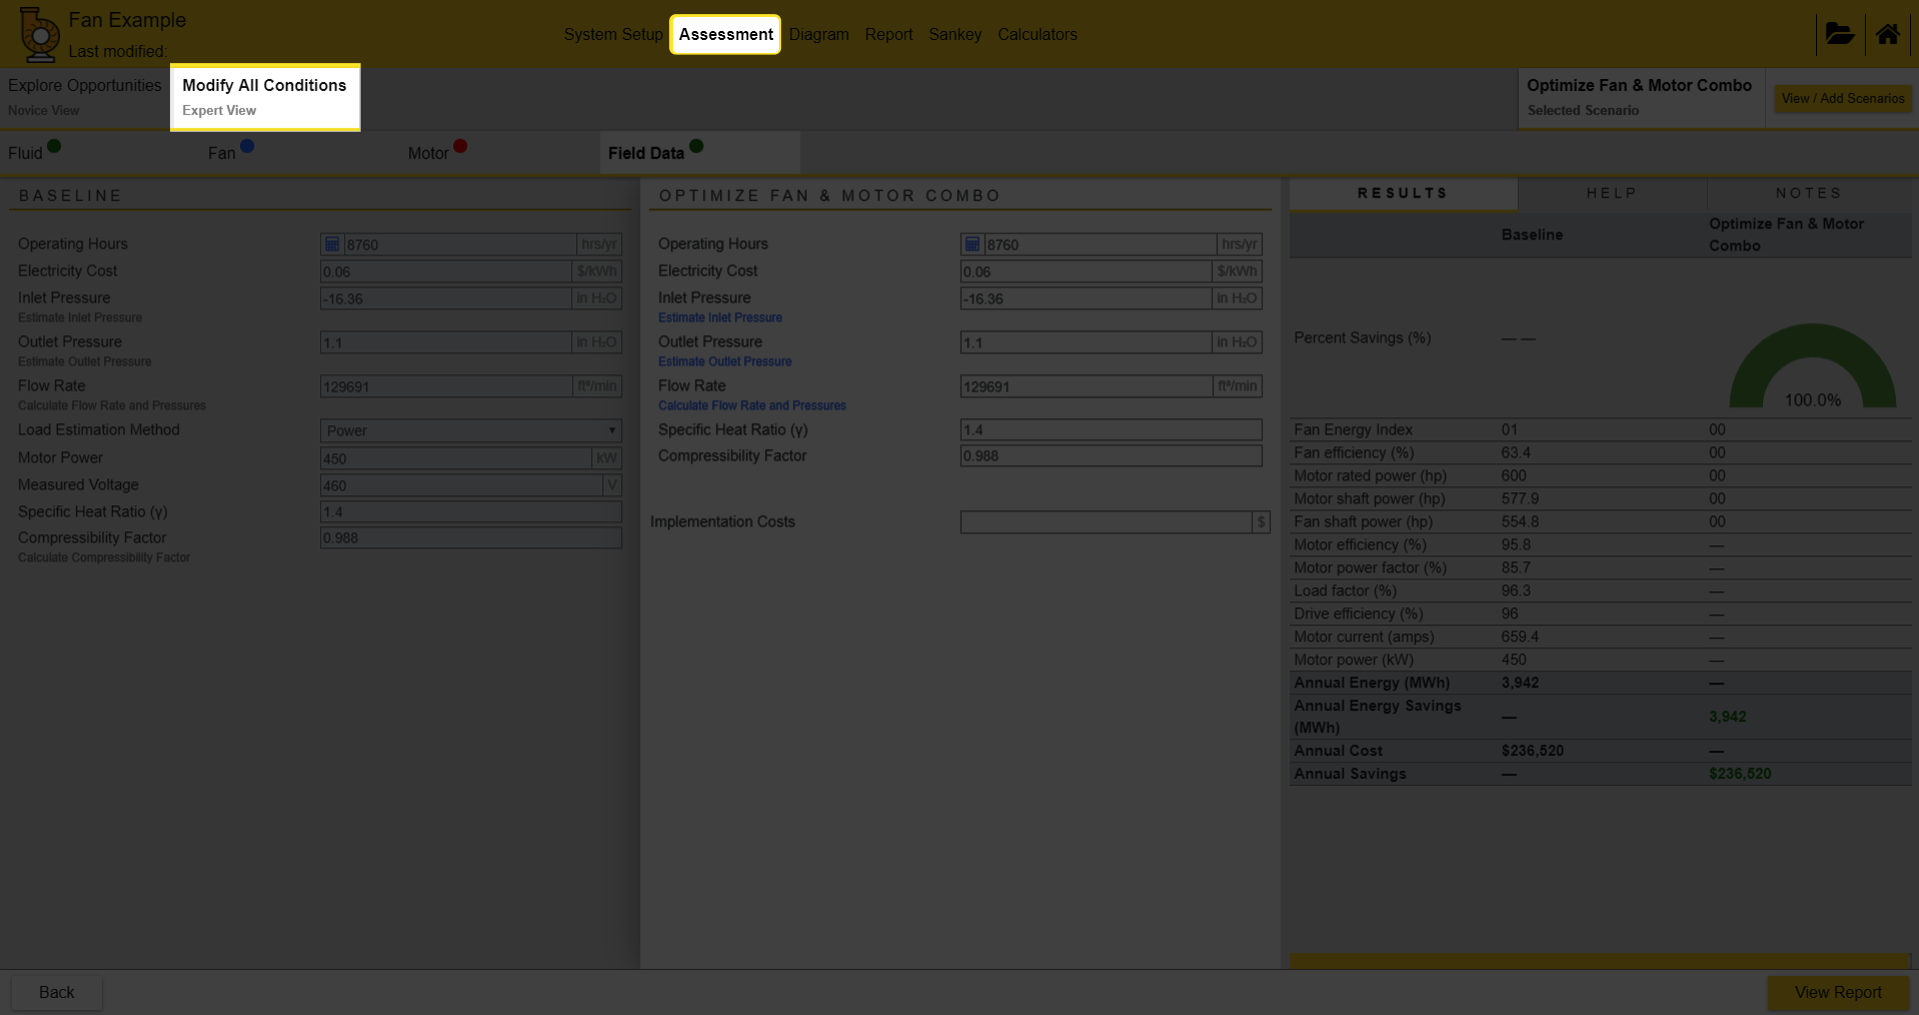 Fan Example
Last modified:
System Setup Assessment Diagram Report Sankey Calculators
Explore Opportunities
Novice View
Modify All Conditions
Expert View
Optimize Fan & Motor Combo
Selected Scenario
View / Add Scenarios
Fluid Fan Motor Field Data
BASELINE
Operating Hours 8760 hrs/yr
Electricity Cost 0.06 $/kWh
Inlet Pressure -16.36 in H₂O
Estimate Inlet Pressure
Outlet Pressure 1.1 in H₂O
Estimate Outlet Pressure
Flow Rate 129691 ft³/min
Calculate Flow Rate and Pressures
Load Estimation Method Power
Motor Power 450 kW
Measured Voltage 460 V
Specific Heat Ratio (γ) 1.4
Compressibility Factor 0.988
Calculate Compressibility Factor
OPTIMIZE FAN & MOTOR COMBO
Operating Hours 8760 hrs/yr
Electricity Cost 0.06 $/kWh
Inlet Pressure -16.36 in H₂O
Estimate Inlet Pressure
Outlet Pressure 1.1 in H₂O
Estimate Outlet Pressure
Flow Rate 129691 ft³/min
Calculate Flow Rate and Pressures
Specific Heat Ratio (γ) 1.4
Compressibility Factor 0.988
Implementation Costs $
RESULTS HELP NOTES
Baseline Optimize Fan & Motor
Combo
Percent Savings (%) — — 100.0%
Fan Energy Index 01 00
Fan efficiency (%) 63.4 00
Motor rated power (hp) 600 00
Motor shaft power (hp) 577.9 00
Fan shaft power (hp) 554.8 00
Motor efficiency (%) 95.8 —
Motor power factor (%) 85.7 —
Load factor (%) 96.3 —
Drive efficiency (%) 96 —
Motor current (amps) 659.4 —
Motor power (kW) 450 —
Annual Energy (MWh) 3,942 —
Annual Energy Savings
(MWh) — 3,942
Annual Cost $236,520 —
Annual Savings — $236,520
Back
View Report